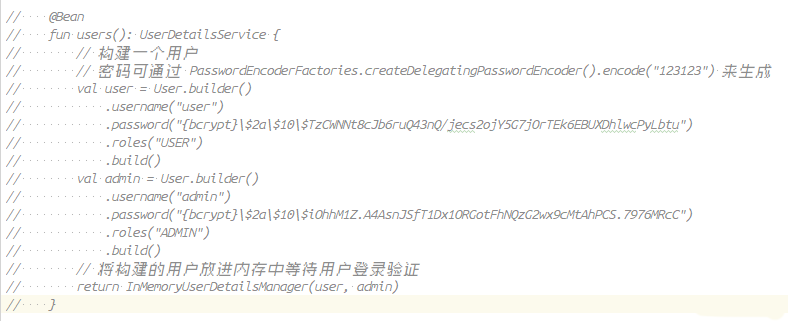 //    @Bean
//    fun users(): UserDetailsService {
//        // 构建一个用户
//        // 密码可通过 PasswordEncoderFactories.createDelegatingPasswordEncoder().encode("123123") 来生成
//        val user = User.builder()
//            .username("user")
//            .password("{bcrypt}\$2a\$10\$TzCWNNt8cJb6ruQ43nQ/jecs2ojY5G7jOrTEk6EBUXDhlwcPyLbtu")
//            .roles("USER")
//            .build()
//        val admin = User.builder()
//            .username("admin")
//            .password("{bcrypt}\$2a\$10\$iOhhM1Z.A4AsnJSfT1Dx1ORGotFhNQzG2wx9cMtAhPCS.7976MRcC")
//            .roles("ADMIN")
//            .build()
//        // 将构建的用户放进内存中等待用户登录验证
//        return InMemoryUserDetailsManager(user, admin)
//    }